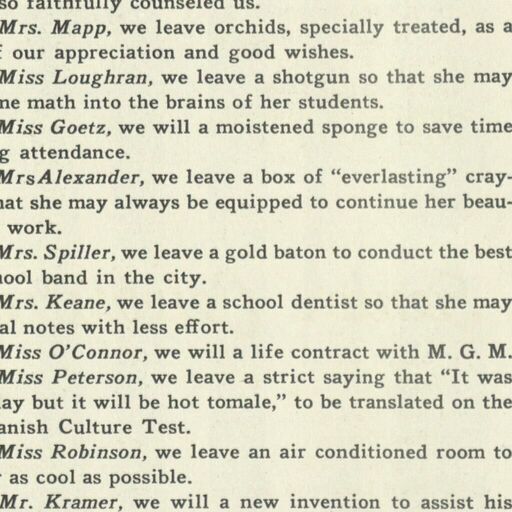 so faithfully counseled us.
Mrs. Mapp, we leave orchids, specially treated, as a
f our appreciation and good wishes.
Miss Loughran, we leave a shotgun so that she may
me math into the brains of her students.
Miss Goetz, we will a moistened sponge to save time
g attendance.
MrsAlexander, we leave a box of “everlasting” cray-
hat she may always be equipped to continue her beau-
work.
Mrs. Spiller, we leave a gold baton to conduct the best
hool band in the city.
Mrs. Keane, we leave a school dentist so that she may
al notes with less effort.
Miss O’Connor, we will a life contract with M. G. M.
Miss Peterson, we leave a strict saying that “It was
ay but it will be hot tomale,” to be translated on the
anish Culture Test.
Miss Robinson, we leave an air conditioned room to
as cool as possible.
Mr. Kramer, we will a new invention to assist his